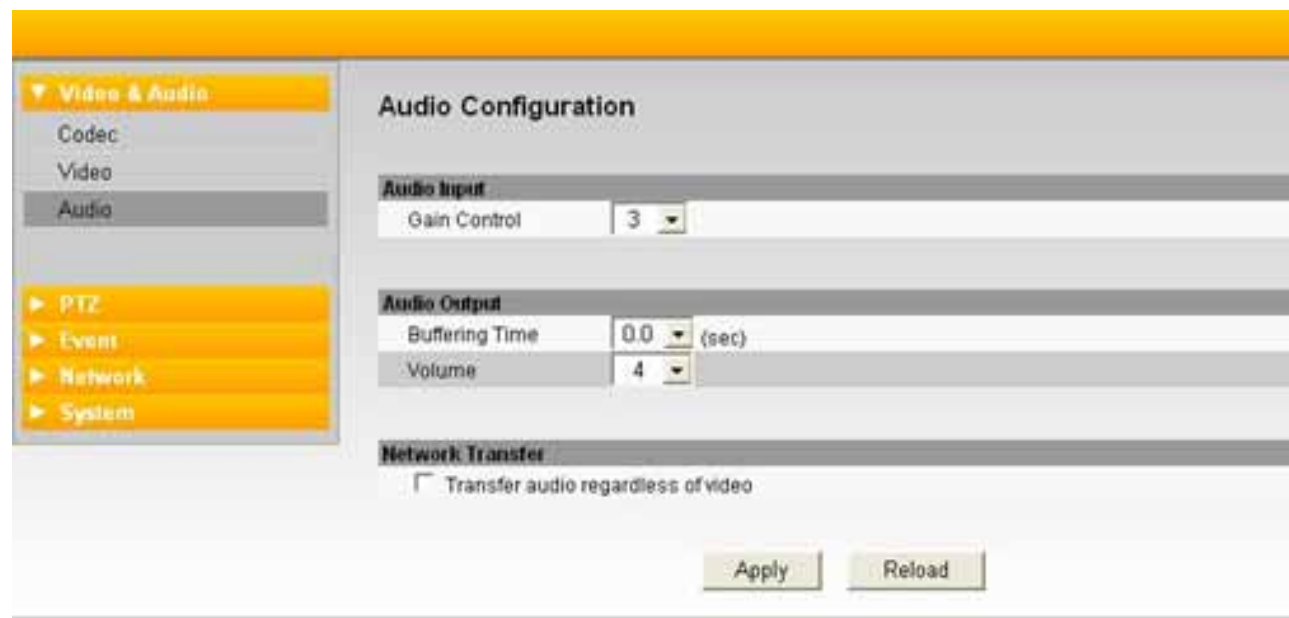 Video & Audio
Codec
Video
Audio
PTZ
Event
Network
System
Audio Configuration
Audio Input
Gain Control 3
Audio Output
Buffering Time 0.0 (sec)
Volume 4
Network Transfer
Transfer audio regardless of video
Apply Reload